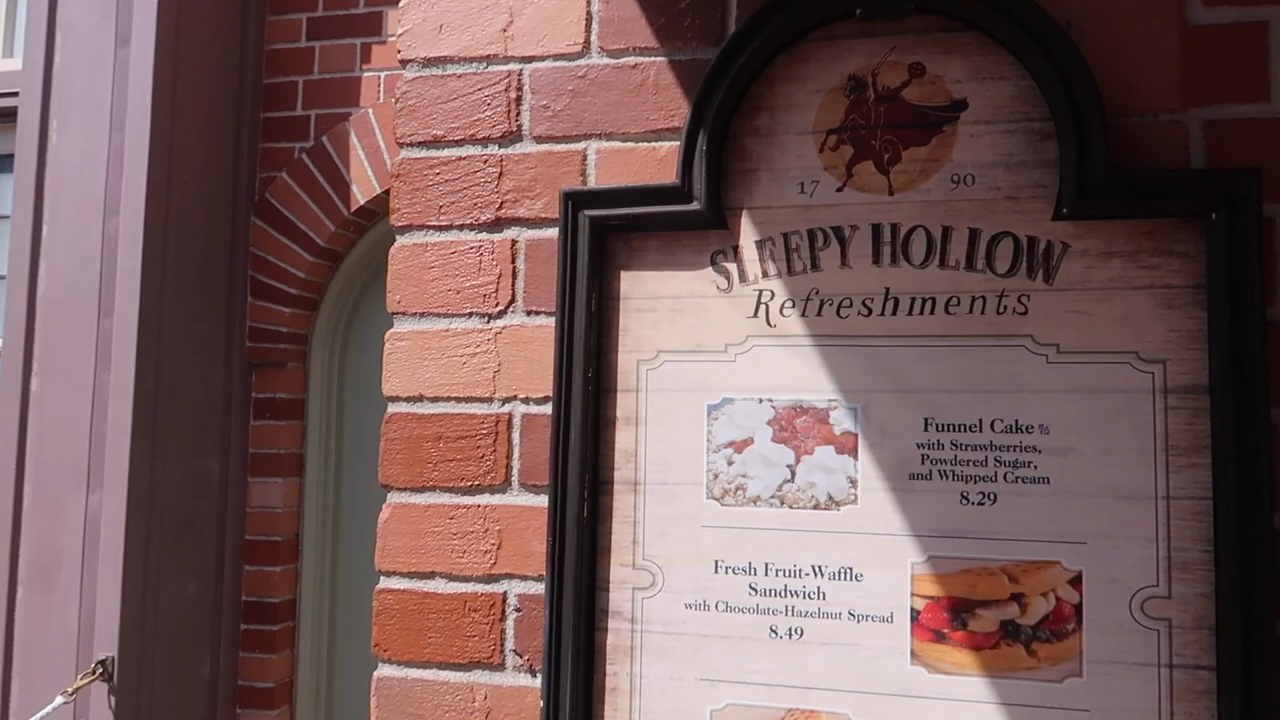 17 90
SLEEPY HOLLOW
Refreshments
Funnel Cake
with Strawberries,
Powdered Sugar,
and Whipped Cream
8.29
Fresh Fruit-Waffle
Sandwich
with Chocolate-Hazelnut Spread
8.49